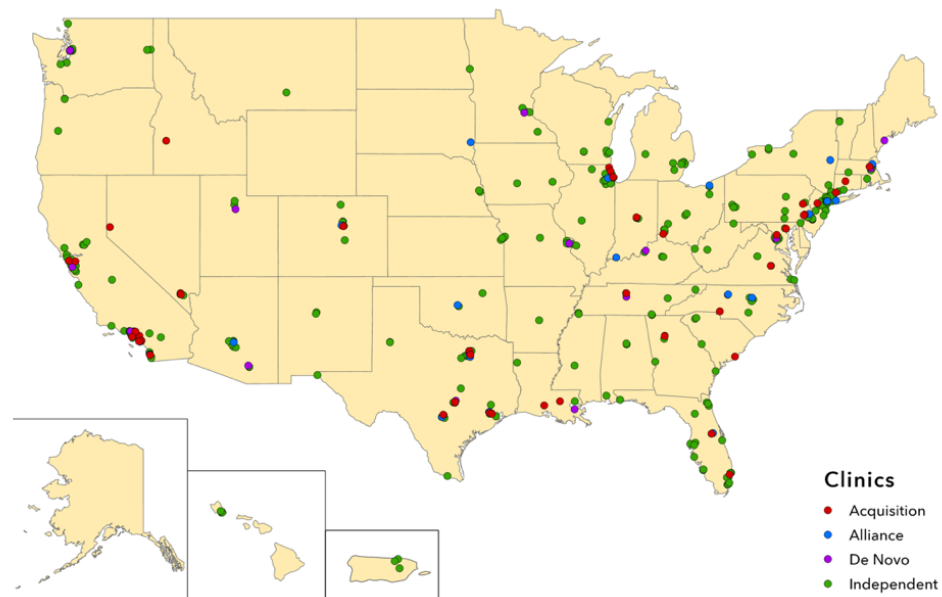 Clinics
Acquisition
Alliance
De Novo
Independent